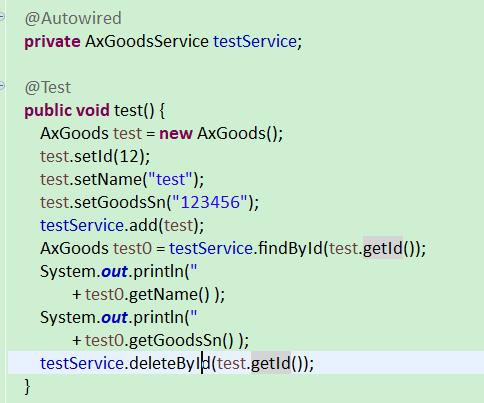 @Autowired
private AxGoodsService testService;
@Test
public void test() {
AxGoods test = new AxGoods();
test.setId(12);
test.setName("test");
test.setGoodsSn("123456");
testService.add(test);
AxGoods test0 = testService.findById(test.getId());
System.out.println("
+ test0.getName() );
System.out.println("
+ test0.getGoodsSn() );
testService.deleteById(test.getId());
}